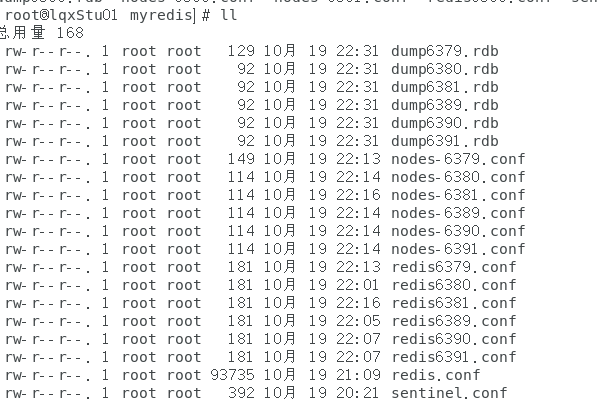 root@lqxStu01 myredis]# ll
总用量 168
rw-r--r--. 1 root root   129 10月 19 22:31 dump6379.rdb
rw-r--r--. 1 root root    92 10月 19 22:31 dump6380.rdb
rw-r--r--. 1 root root    92 10月 19 22:31 dump6381.rdb
rw-r--r--. 1 root root    92 10月 19 22:31 dump6389.rdb
rw-r--r--. 1 root root    92 10月 19 22:31 dump6390.rdb
rw-r--r--. 1 root root    92 10月 19 22:31 dump6391.rdb
rw-r--r--. 1 root root   149 10月 19 22:13 nodes-6379.conf
rw-r--r--. 1 root root   114 10月 19 22:14 nodes-6380.conf
rw-r--r--. 1 root root   114 10月 19 22:16 nodes-6381.conf
rw-r--r--. 1 root root   114 10月 19 22:14 nodes-6389.conf
rw-r--r--. 1 root root   114 10月 19 22:14 nodes-6390.conf
rw-r--r--. 1 root root   114 10月 19 22:14 nodes-6391.conf
rw-r--r--. 1 root root   181 10月 19 22:13 redis6379.conf
rw-r--r--. 1 root root   181 10月 19 22:01 redis6380.conf
rw-r--r--. 1 root root   181 10月 19 22:16 redis6381.conf
rw-r--r--. 1 root root   181 10月 19 22:05 redis6389.conf
rw-r--r--. 1 root root   181 10月 19 22:07 redis6390.conf
rw-r--r--. 1 root root   181 10月 19 22:07 redis6391.conf
rw-r--r--. 1 root root 93735 10月 19 21:09 redis.conf
rw-r--r--. 1 root root   392 10月 19 20:21 sentinel.conf